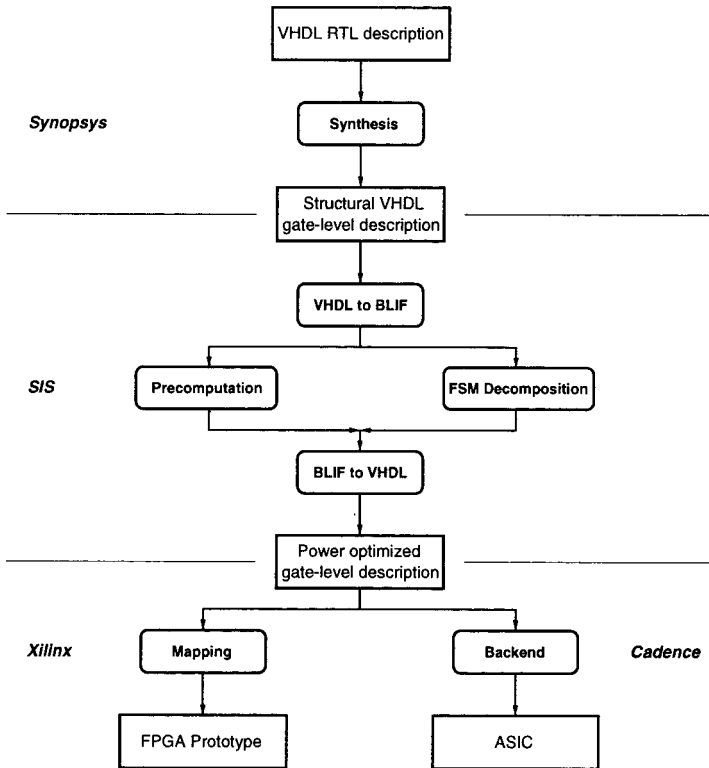 VHDL RTL description
Synopsys
Synthesis
Structural VHDL
gate-level description
VHDL to BLIF
SIS
Precomputation
FSM Decomposition
BLIF to VHDL
Power optimized
gate-level description
Xilinx
Mapping
Backend
Cadence
FPGA Prototype
ASIC